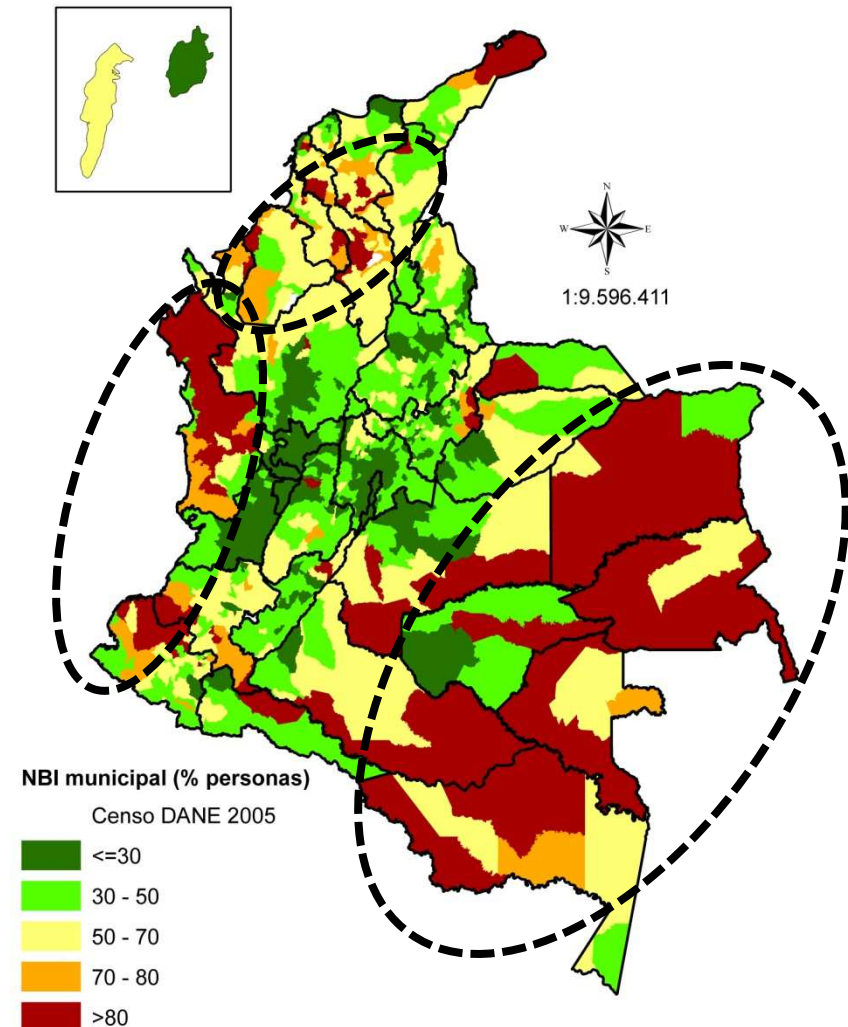 N
W E
S
1:9.596.411
NBI municipal (% personas)
Censo DANE 2005
<=30
30 - 50
50 - 70
70 - 80
>80